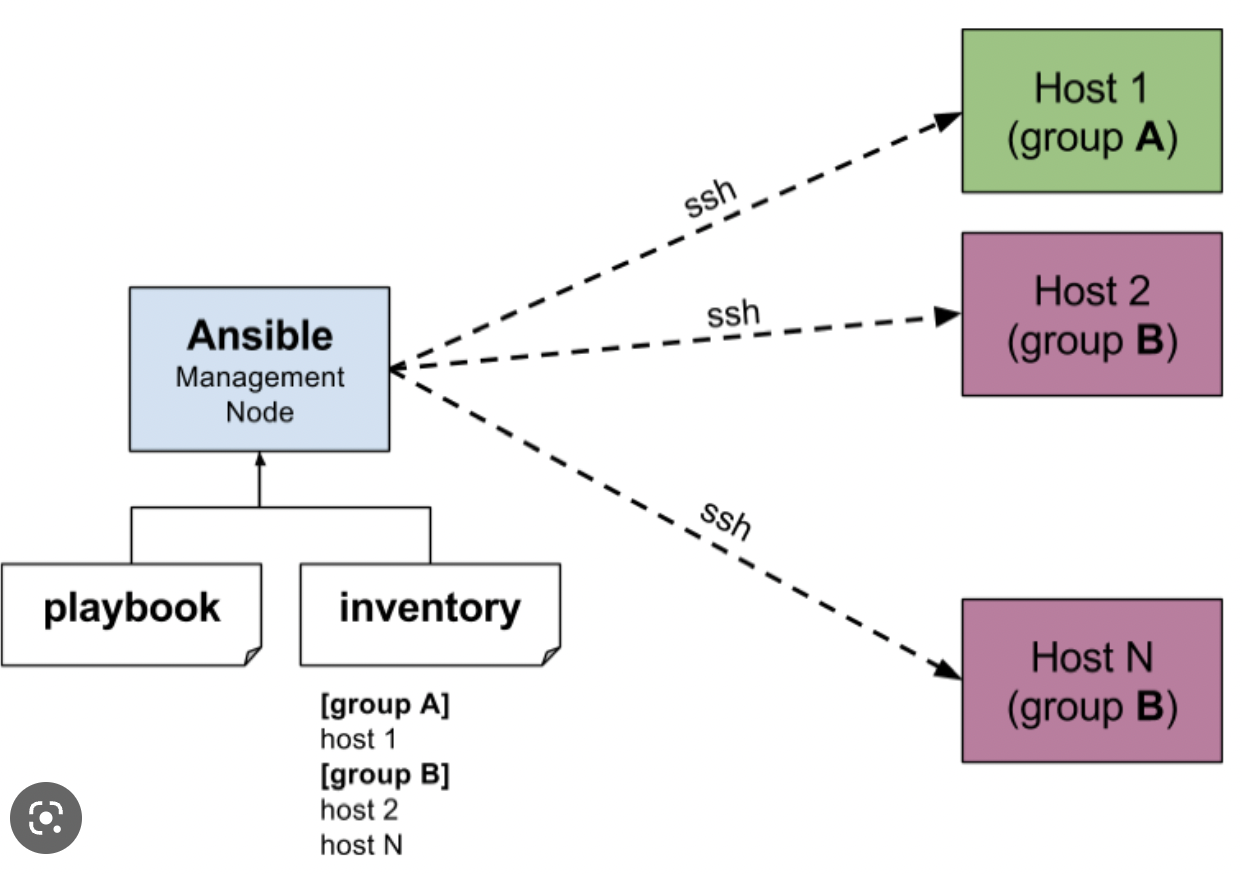 Host 1
(group A)
ssh
Host 2
(group B)
ssh
Ansible
Management
Node
ssh
playbook
inventory
Host N
(group B)
[group A]
host 1
[group B]
host 2
host N